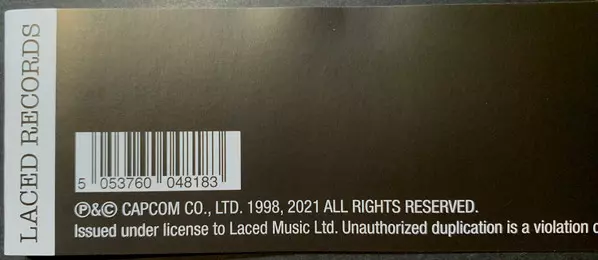 LACED RECORDS
5 053760 048183
℗&© CAPCOM CO., LTD. 1998, 2021 ALL RIGHTS RESERVED.
Issued under license to Laced Music Ltd. Unauthorized duplication is a violation